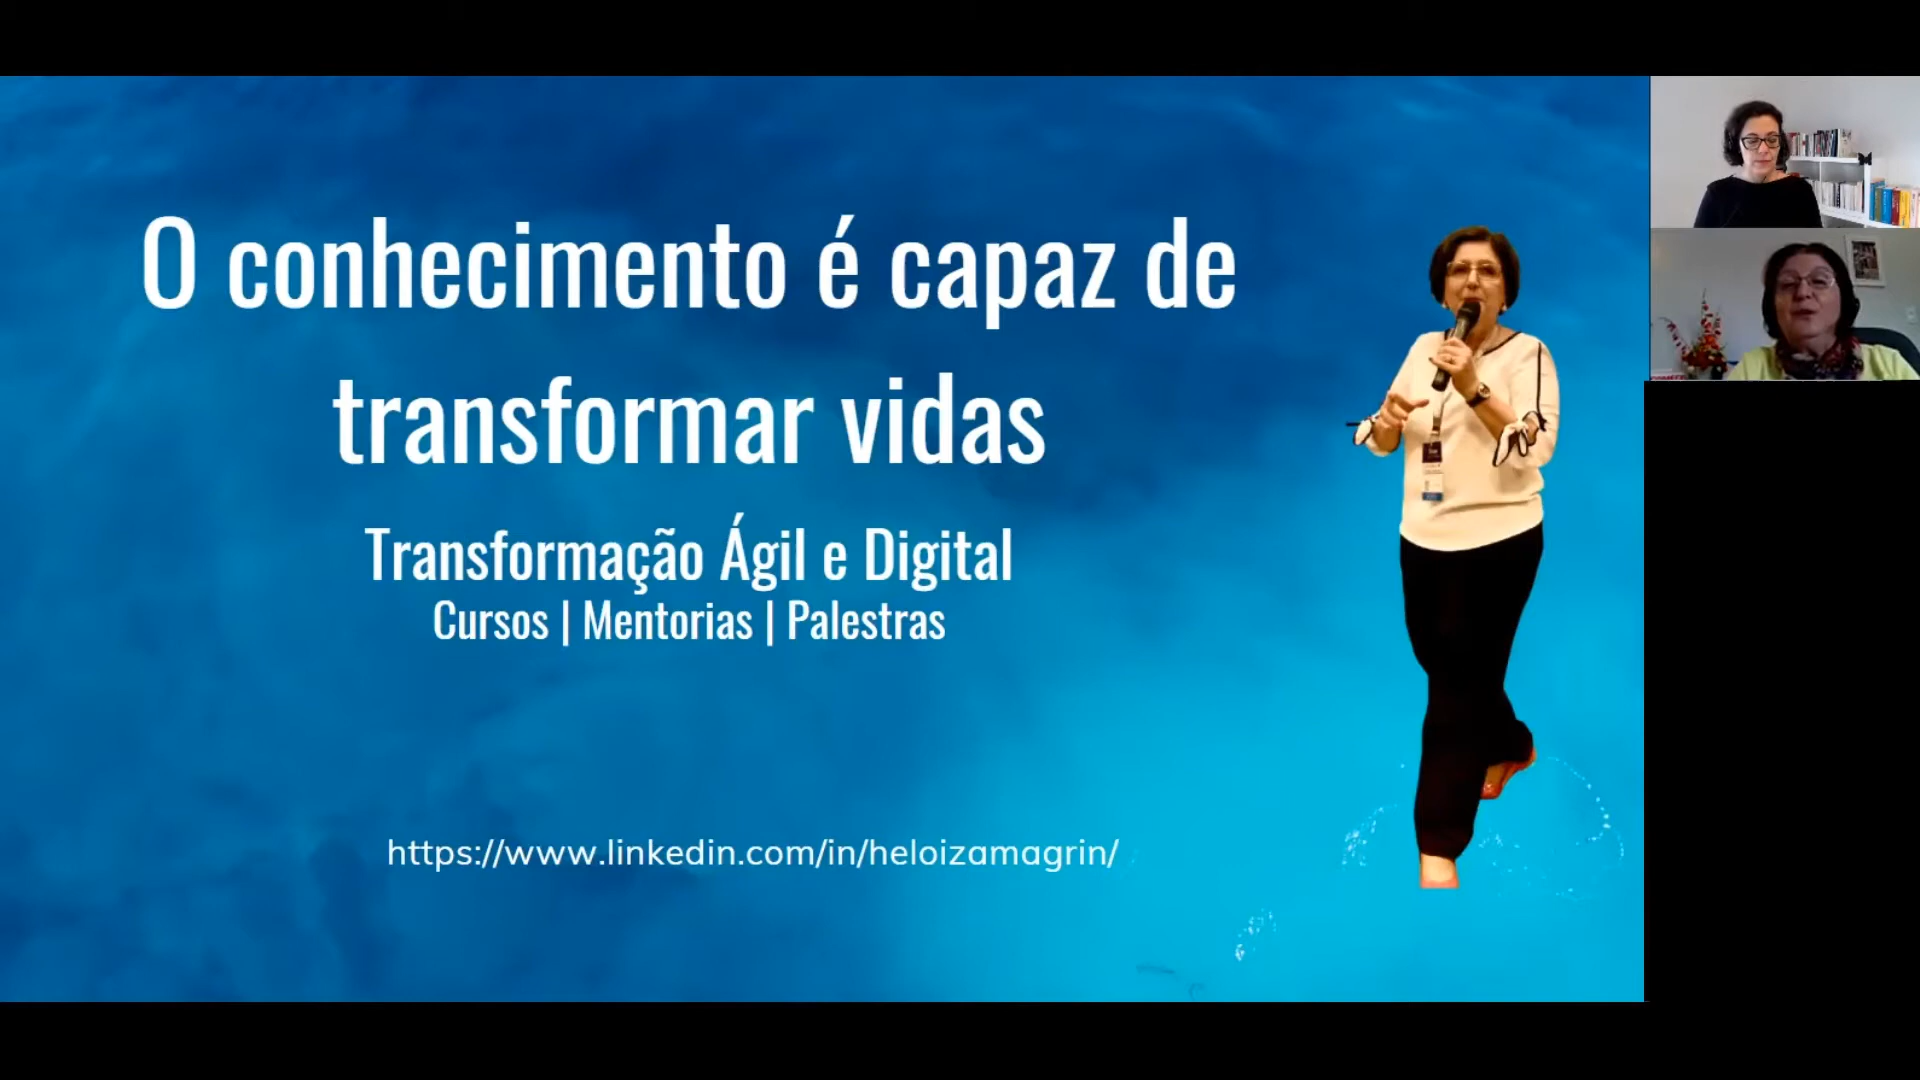 O conhecimento é capaz de
transformar vidas
Transformação Ágil e Digital
Cursos | Mentorias | Palestras
https://www.linkedin.com/in/heloizamagrin/